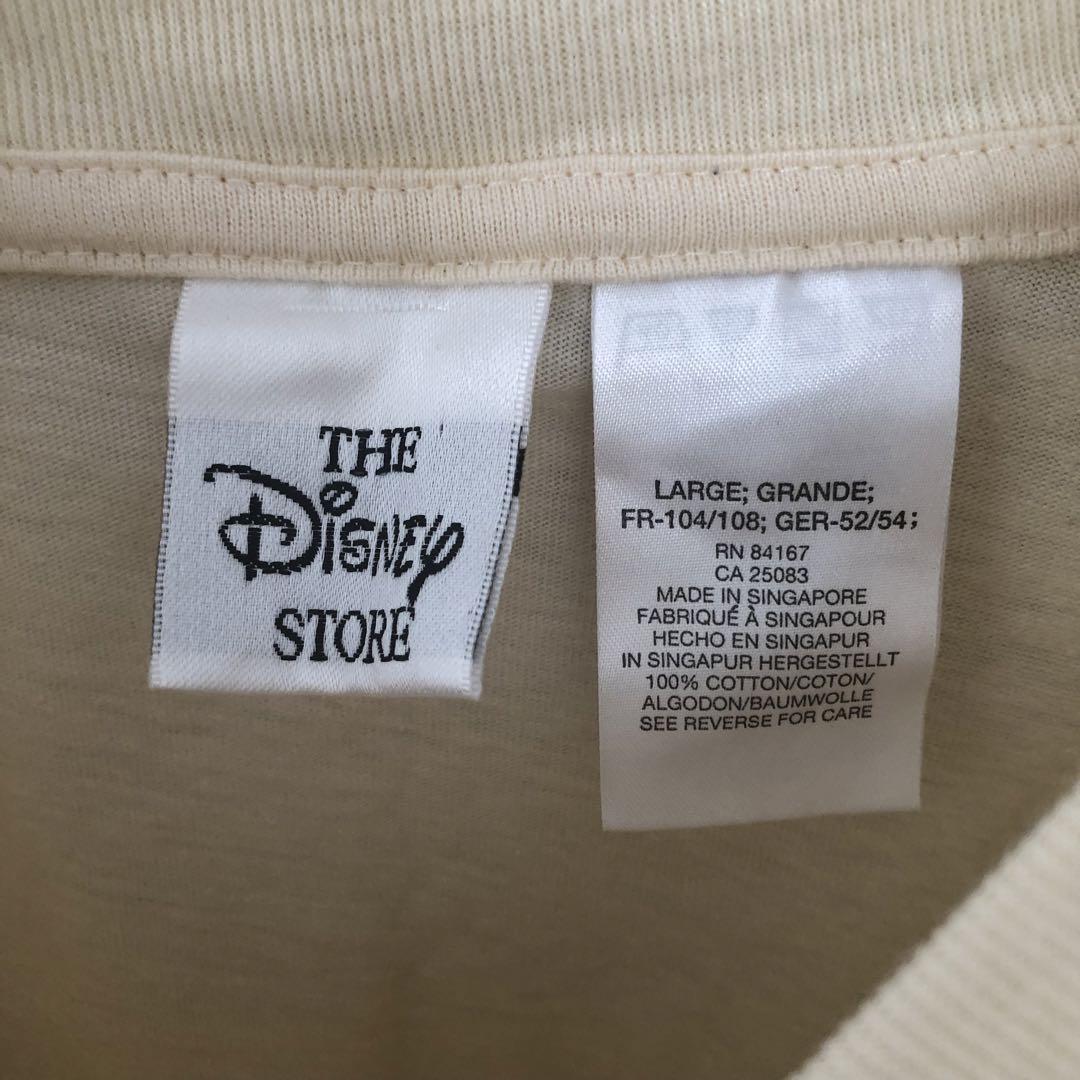 THE
Disney
STORE
LARGE; GRANDE;
FR-104/108; GER-52/54;
RN 84167
CA 25083
MADE IN SINGAPORE
FABRIQUÉ À SINGAPOUR
HECHO EN SINGAPUR
IN SINGAPUR HERGESTELLT
100% COTTON/COTON/
ALGODON/BAUMWOLLE
SEE REVERSE FOR CARE